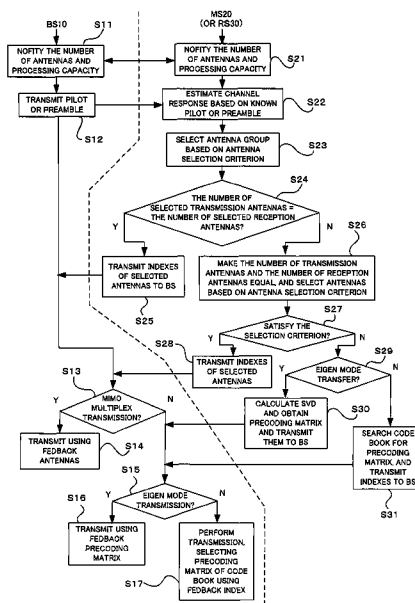 BS10
MS20
(OR RS30)
S11
NOFITY THE NUMBER
OF ANTENNAS AND
PROCESSING CAPACITY
NOFITY THE NUMBER
OF ANTENNAS AND
PROCESSING CAPACITY
S21
TRANSMIT PILOT
OR PREAMBLE
S12
ESTIMATE CHANNEL
RESPONSE BASED ON KNOWN
PILOT OR PREAMBLE
S22
SELECT ANTENNA GROUP
BASED ON ANTENNA
SELECTION CRITERION
S23
S24
THE NUMBER OF
SELECTED TRANSMISSION ANTENNAS =
THE NUMBER OF SELECTED RECEPTION
ANTENNAS?
Y
N
S26
TRANSMIT INDEXES
OF SELECTED
ANTENNAS TO BS
S25
MAKE THE NUMBER OF TRANSMISSION
ANTENNAS AND THE NUMBER OF RECEPTION
ANTENNAS EQUAL, AND SELECT ANTENNAS
BASED ON ANTENNA SELECTION CRITERION
S27
SATISFY THE
SELECTION CRITERION?
Y
N
S28
TRANSMIT INDEXES
OF SELECTED
ANTENNAS
S29
EIGEN MODE
TRANSFER?
Y
N
S13
MIMO
MULTIPLEX
TRANSMISSION?
Y
N
CALCULATE SVD
AND OBTAIN
PRECODING MATRIX
AND TRANSMIT
THEM TO BS
S30
TRANSMIT USING
FEDBACK
ANTENNAS
S14
SEARCH CODE
BOOK FOR
PRECODING
MATRIX, AND
TRANSMIT
INDEXES TO BS
S31
S15
EIGEN MODE
TRANSMISSION?
Y
N
S16
TRANSMIT USING
FEDBACK
PRECODING
MATRIX
PERFORM
TRANSMISSION,
SELECTING
PRECODING
MATRIX OF CODE
BOOK USING
FEDBACK INDEX
S17